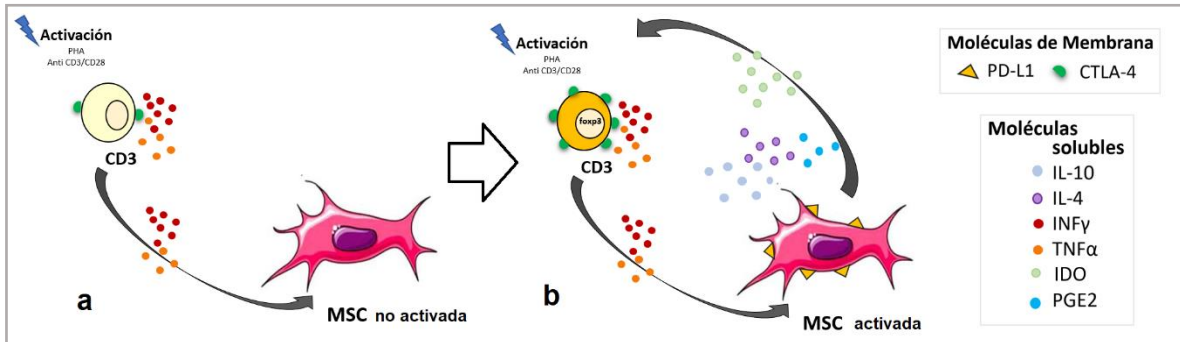 Activación
PHA
Anti CD3/CD28
CD3
a
MSC no activada
Activación
PHA
Anti CD3/CD28
foxp3
CD3
b
MSC activada
Moléculas de Membrana
PD-L1
CTLA-4
Moléculas
solubles
IL-10
IL-4
INFγ
TNFα
IDO
PGE2